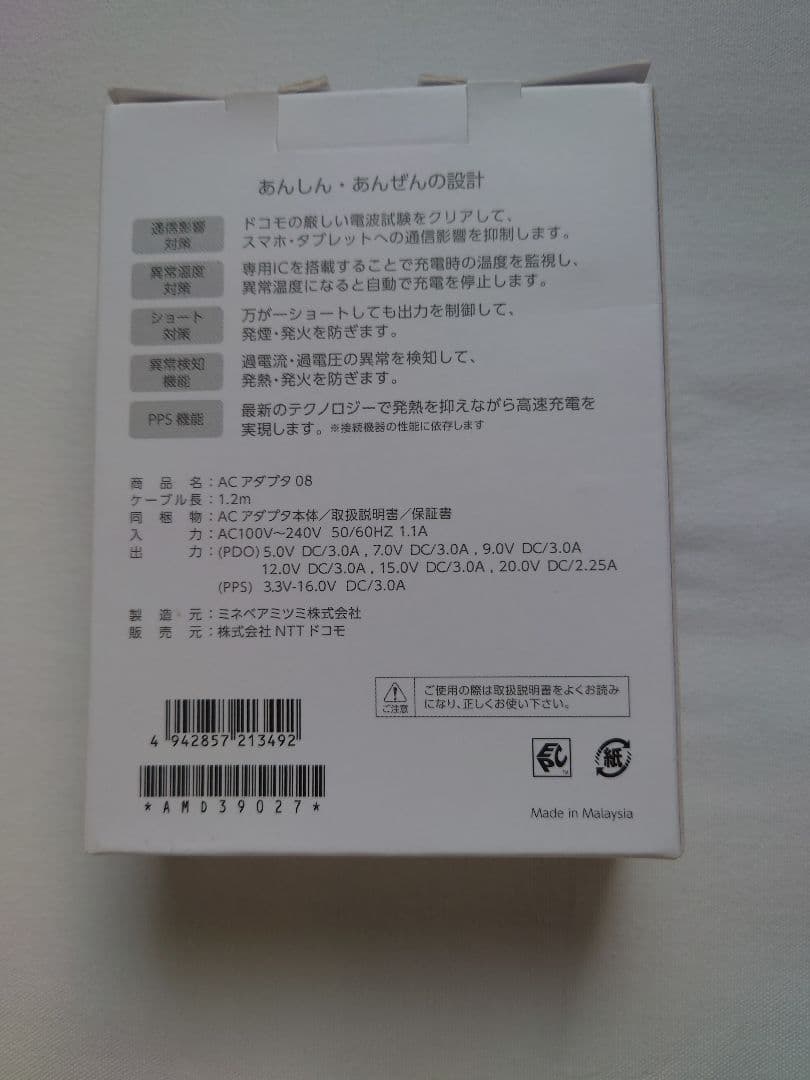 あんしん・あんぜんの設計
通信影響
対策
ドコモの厳しい電波試験をクリアして、
スマホ・タブレットへの通信影響を抑制します。
異常温度
対策
専用ICを搭載することで充電時の温度を監視し、
異常温度になると自動で充電を停止します。
ショート
対策
万が一ショートしても出力を制御して、
発煙・発火を防ぎます。
異常検知
機能
過電流・過電圧の異常を検知して、
発熱・発火を防ぎます。
PPS 機能
最新のテクノロジーで発熱を抑えながら高速充電を
実現します。※接続機器の性能に依存します
商品名：AC アダプタ 08
ケーブル長：1.2m
同梱物：AC アダプタ本体／取扱説明書／保証書
入力：AC100V～240V 50/60HZ 1.1A
出力：(PDO) 5.0V DC/3.0A , 7.0V DC/3.0A , 9.0V DC/3.0A
12.0V DC/3.0A , 15.0V DC/3.0A , 20.0V DC/2.25A
(PPS) 3.3V-16.0V DC/3.0A
製造元：ミネベアミツミ株式会社
販売元：株式会社 NTT ドコモ
ご注意
ご使用の際は取扱説明書をよくお読み
になり、正しくお使い下さい。
4 942857 213492
*AMD39027*
EPC
TM
紙
Made in Malaysia